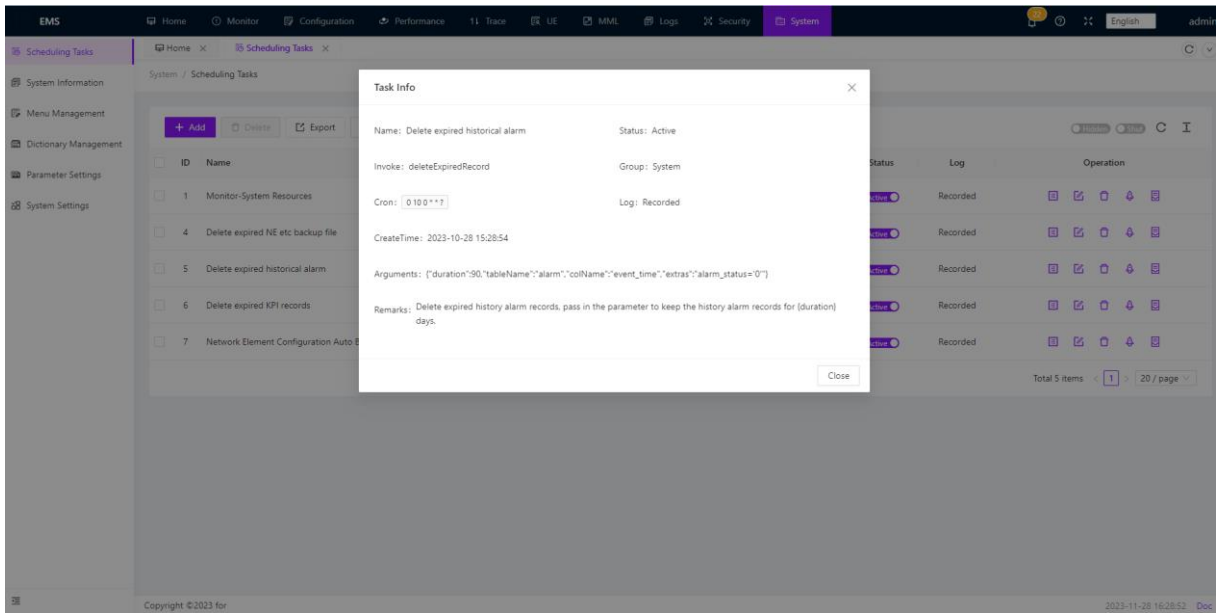 EMS Home Monitor Configuration Performance Trace UE MML Logs Security System 22 English admin
Scheduling Tasks Home Scheduling Tasks
System Information System / Scheduling Tasks
Menu Management
Dictionary Management
Parameter Settings
System Settings
+ Add Delete Export
ID Name Status Log Operation
1 Monitor-System Resources Recorded
4 Delete expired NE etc backup file Recorded
5 Delete expired historical alarm Recorded
6 Delete expired KPI records Recorded
7 Network Element Configuration Auto Recorded
Total 5 items < 1 > 20 / page
Task Info
Name: Delete expired historical alarm Status: Active
Invoke: deleteExpiredRecord Group: System
Cron: 0 10 0 * * ? Log: Recorded
CreateTime: 2023-10-28 15:28:54
Arguments: {"duration":90,"tableName":"alarm","colName":"event_time","extras":"alarm_status='0'"}
Remarks: Delete expired history alarm records, pass in the parameter to keep the history alarm records for {duration}
days.
Close
Copyright ©2023 for 2023-11-28 16:28:52 Doc